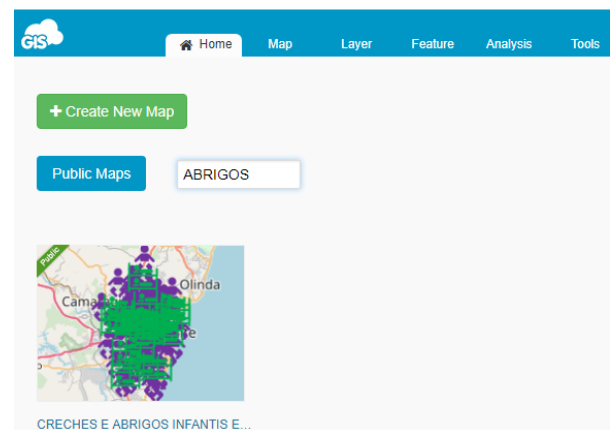 GIS
Home Map Layer Feature Analysis Tools
+ Create New Map
Public Maps ABRIGOS
Public
Olinda
CRECHES E ABRIGOS INFANTIS E...